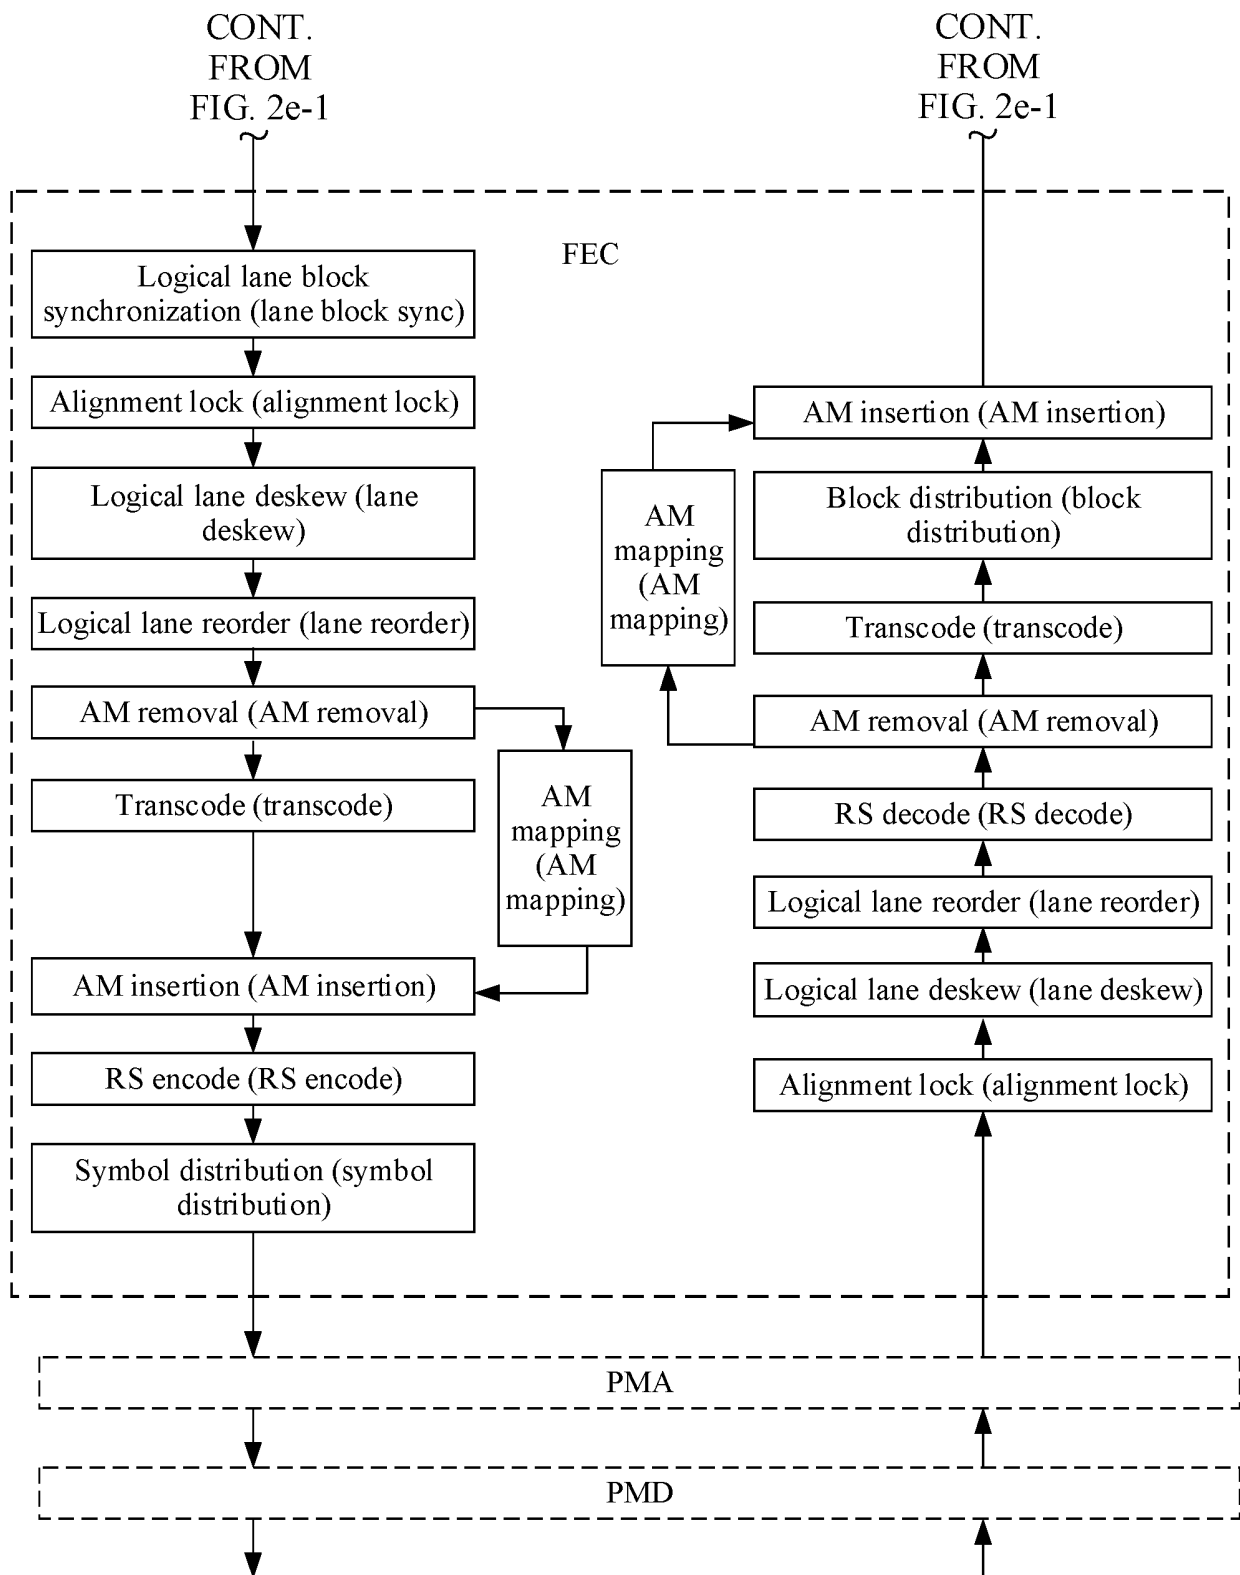 CONT.
FROM
FIG. 2e-1
CONT.
FROM
FIG. 2e-1
FEC
Logical lane block
synchronization (lane block sync)
Alignment lock (alignment lock)
Logical lane deskew (lane
deskew)
Logical lane reorder (lane reorder)
AM removal (AM removal)
Transcode (transcode)
AM
mapping
(AM
mapping)
AM insertion (AM insertion)
RS encode (RS encode)
Symbol distribution (symbol
distribution)
AM insertion (AM insertion)
AM
mapping
(AM
mapping)
Block distribution (block
distribution)
Transcode (transcode)
AM removal (AM removal)
RS decode (RS decode)
Logical lane reorder (lane reorder)
Logical lane deskew (lane deskew)
Alignment lock (alignment lock)
PMA
PMD